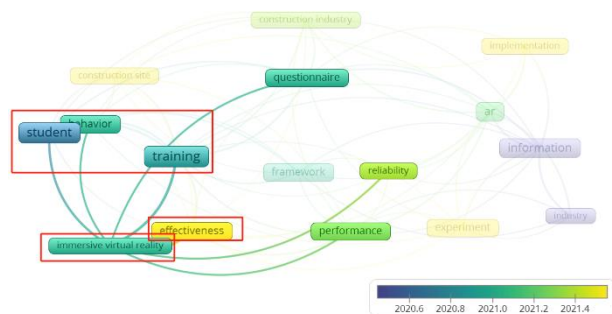 construction industry
implementation
construction site
questionnaire
ar
behavior
student
training
information
framework
reliability
industry
effectiveness
performance
experiment
immersive virtual reality
2020.6 2020.8 2021.0 2021.2 2021.4